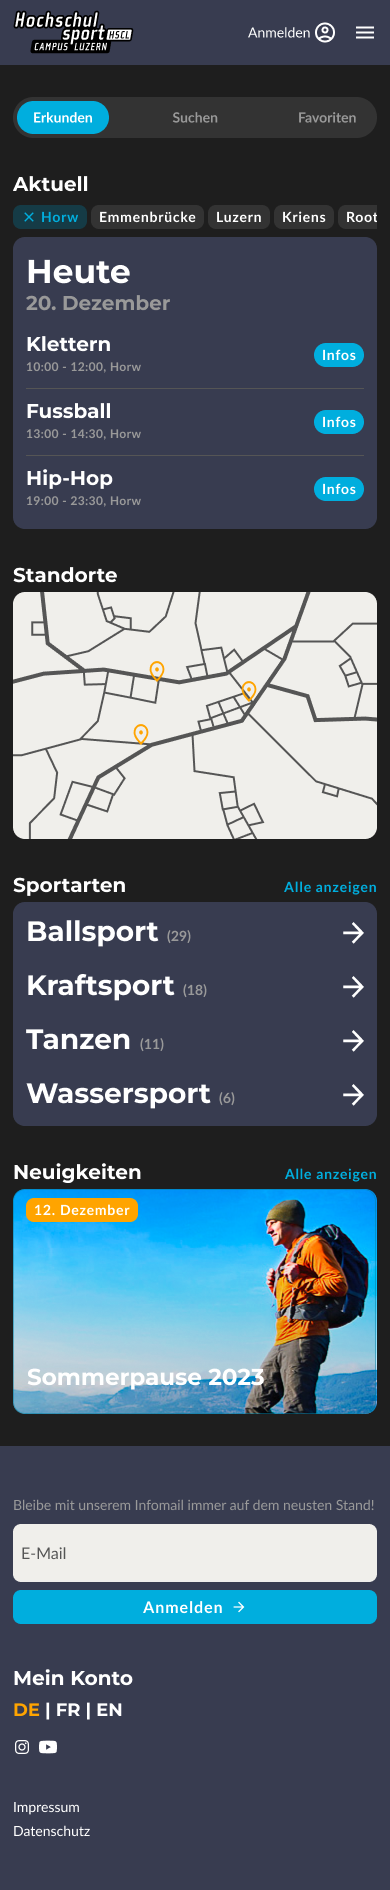 Hochschul
sport HSCL
CAMPUS LUZERN
Anmelden
Erkunden
Suchen
Favoriten
Aktuell
Horw
Emmenbrücke
Luzern
Kriens
Root
Heute
20. Dezember
Klettern
10:00 - 12:00, Horw
Infos
Fussball
13:00 - 14:30, Horw
Infos
Hip-Hop
19:00 - 23:30, Horw
Infos
Standorte
Sportarten
Alle anzeigen
Ballsport (29)
Kraftsport (18)
Tanzen (11)
Wassersport (6)
Neuigkeiten
Alle anzeigen
12. Dezember
Sommerpause 2023
Bleibe mit unserem Infomail immer auf dem neusten Stand!
E-Mail
Anmelden
Mein Konto
DE | FR | EN
Impressum
Datenschutz